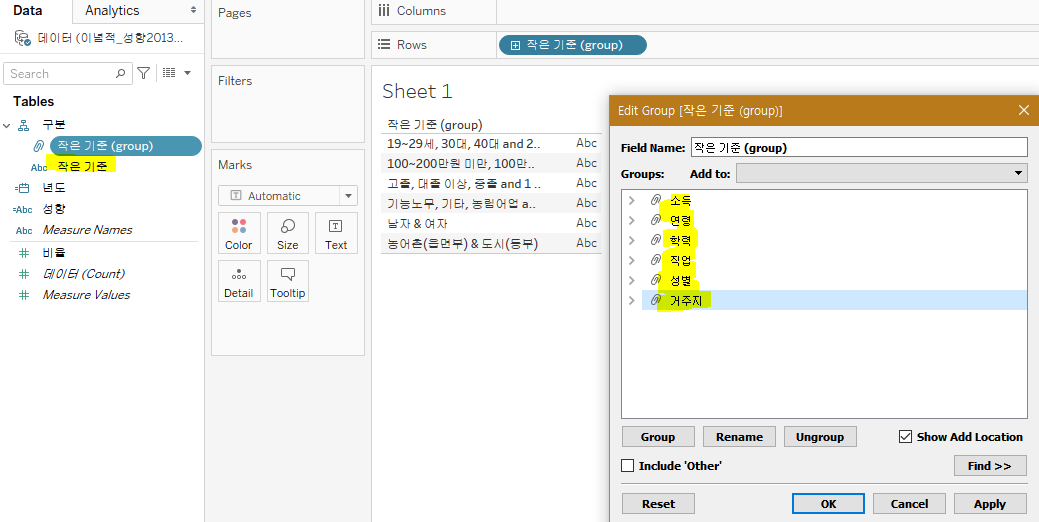 Data
Analytics
데이터 (이념적_성향2013...
Search
Tables
구분
작은 기준 (group)
Abc 작은 기준
년도
Abc 성향
Abc Measure Names
비율
데이터 (Count)
Measure Values
Pages
Filters
Marks
Automatic
Color Size Text
Detail Tooltip
Columns
Rows 작은 기준 (group)
Sheet 1
작은 기준 (group)
19~29세, 30대, 40대 and 2.. Abc
100~200만원 미만, 100만.. Abc
고졸, 대졸 이상, 중졸 and 1 .. Abc
기능노무, 기타, 농림어업 a.. Abc
남자 & 여자 Abc
농어촌(읍면부) & 도시(동부) Abc
Edit Group [작은 기준 (group)]
Field Name: 작은 기준 (group)
Groups: Add to:
소득
연령
학력
직업
성별
거주지
Group Rename Ungroup Show Add Location
Include 'Other' Find >>
Reset OK Cancel Apply